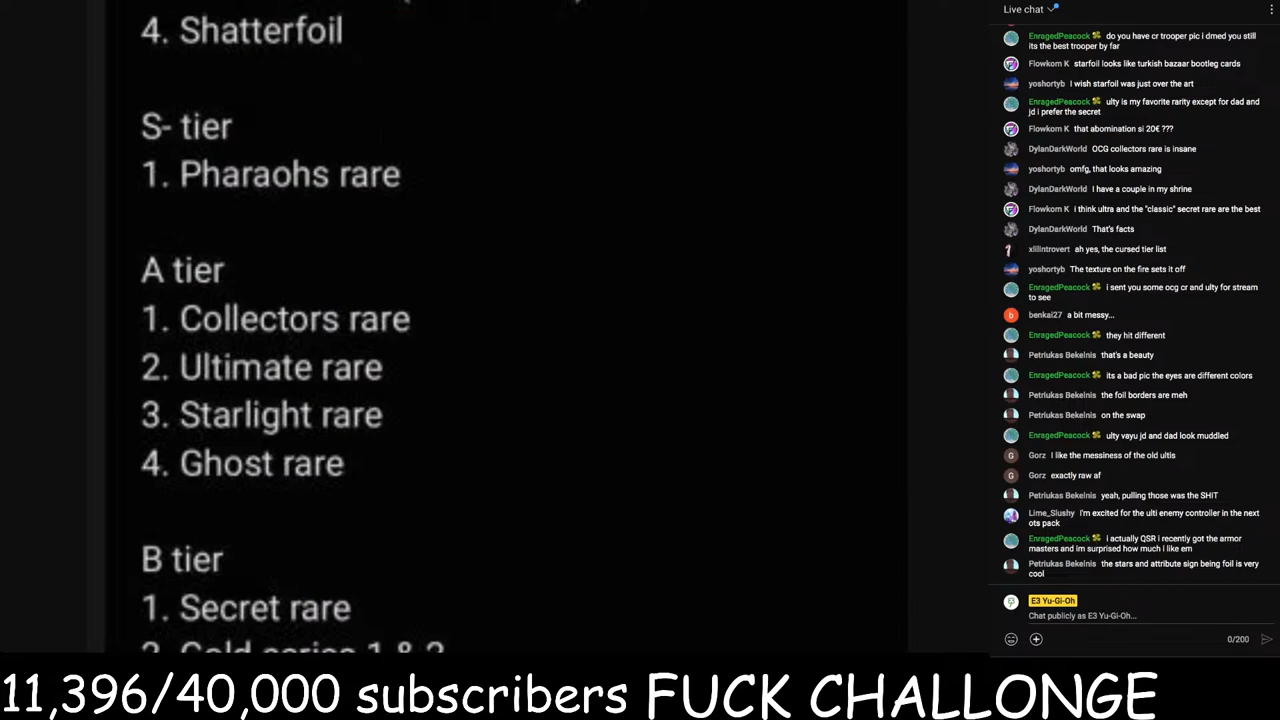 4. Shatterfoil
S- tier
1. Pharaohs rare
A tier
1. Collectors rare
2. Ultimate rare
3. Starlight rare
4. Ghost rare
B tier
1. Secret rare
2. Gold series 1 & 2
Live chat
EnragedPeacock do you have cr trooper pic i dmed you still
its the best trooper by far
Flowkom K starfoil looks like turkish bazaar bootleg cards
yoshortyb I wish starfoil was just over the art
EnragedPeacock ulty is my favorite rarity except for dad and
jd i prefer the secret
Flowkom K that abomination si 20€ ???
DylanDarkWorld OCG collectors rare is insane
yoshortyb omfg, that looks amazing
DylanDarkWorld I have a couple in my shrine
Flowkom K i think ultra and the "classic" secret rare are the best
DylanDarkWorld That's facts
xlilIntrovert ah yes, the cursed tier list
yoshortyb The texture on the fire sets it off
EnragedPeacock i sent you some ocg cr and ulty for stream
to see
benkai27 a bit messy...
EnragedPeacock they hit different
Petriukas Bekelnis that's a beauty
EnragedPeacock its a bad pic the eyes are different colors
Petriukas Bekelnis the foil borders are meh
Petriukas Bekelnis on the swap
EnragedPeacock ulty vayu jd and dad look muddled
G Gorz I like the messiness of the old ultis
G Gorz exactly raw af
Petriukas Bekelnis yeah, pulling those was the SHIT
Lime_Slushy I'm excited for the ulti enemy controller in the next
ots pack
EnragedPeacock i actually QSR i recently got the armor
masters and im surprised how much i like em
Petriukas Bekelnis the stars and attribute sign being foil is very
cool
E3 Yu-Gi-Oh
Chat publicly as E3 Yu-Gi-Oh...
0/200
11,396/40,000 subscribers FUCK CHALLONGE